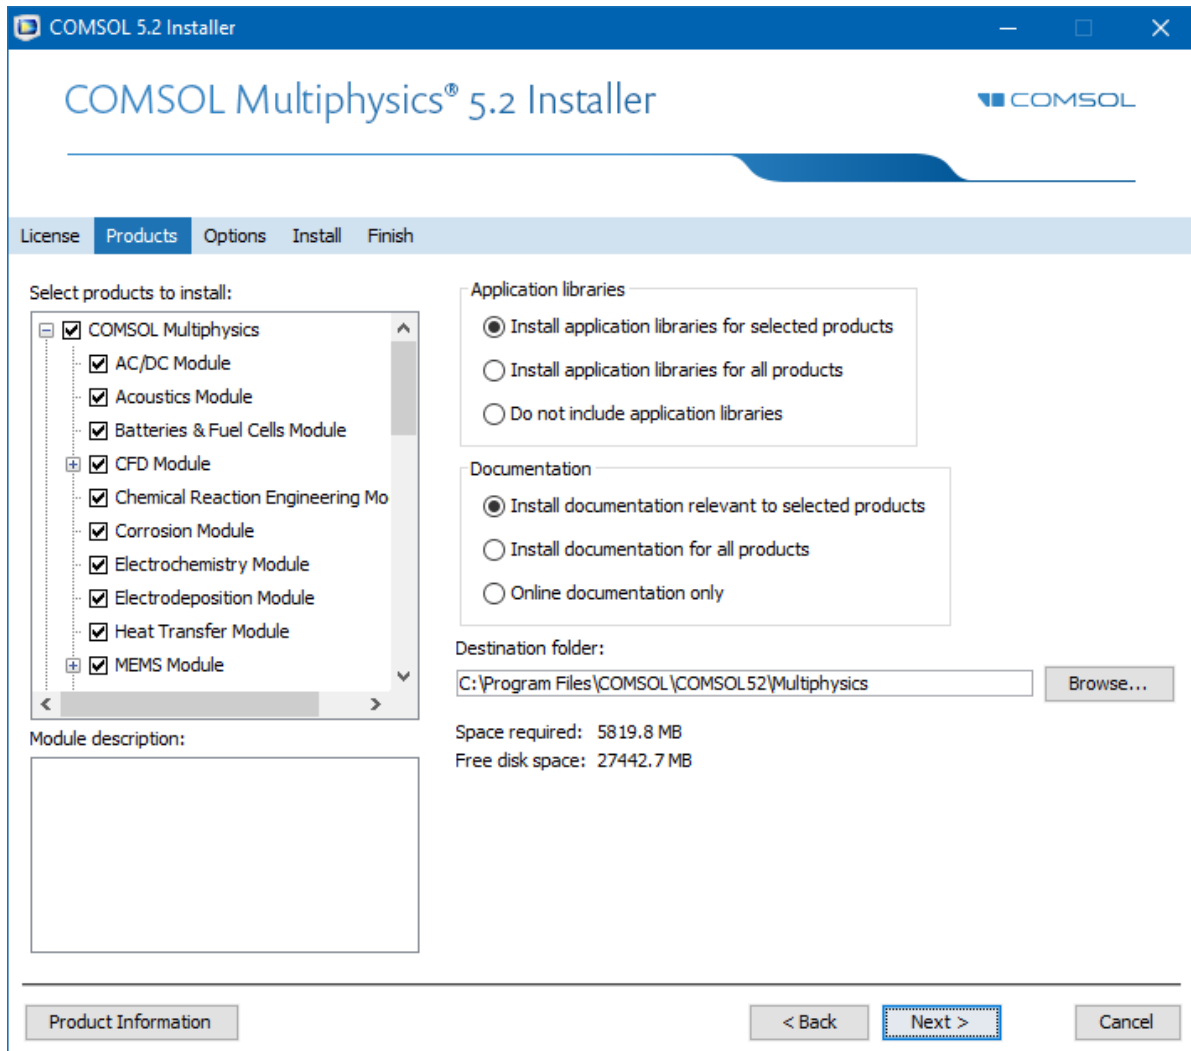 COMSOL 5.2 Installer
COMSOL Multiphysics® 5.2 Installer
COMSOL
License Products Options Install Finish
Select products to install:
COMSOL Multiphysics
AC/DC Module
Acoustics Module
Batteries & Fuel Cells Module
CFD Module
Chemical Reaction Engineering Mo
Corrosion Module
Electrochemistry Module
Electrodeposition Module
Heat Transfer Module
MEMS Module
Module description:
Application libraries
Install application libraries for selected products
Install application libraries for all products
Do not include application libraries
Documentation
Install documentation relevant to selected products
Install documentation for all products
Online documentation only
Destination folder:
C:\Program Files\COMSOL\COMSOL52\Multiphysics Browse...
Space required: 5819.8 MB
Free disk space: 27442.7 MB
Product Information < Back Next > Cancel